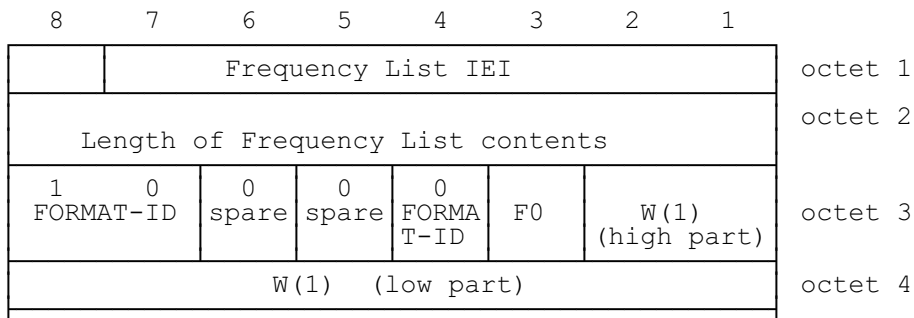 8 7 6 5 4 3 2 1
Frequency List IEI octet 1
octet 2
Length of Frequency List contents
1 0 0 0 0
FORMAT-ID spare spare FORMA F0 W(1) octet 3
T-ID (high part)
W(1) (low part) octet 4